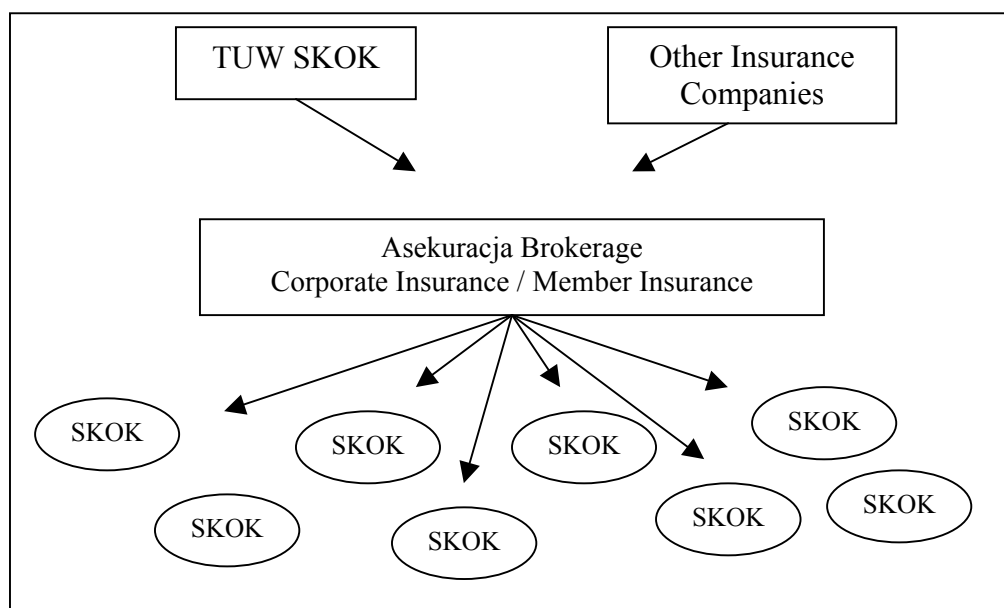 TUW SKOK
Other Insurance
Companies
Asekuracja Brokerage
Corporate Insurance / Member Insurance
SKOK
SKOK
SKOK
SKOK
SKOK
SKOK
SKOK
SKOK